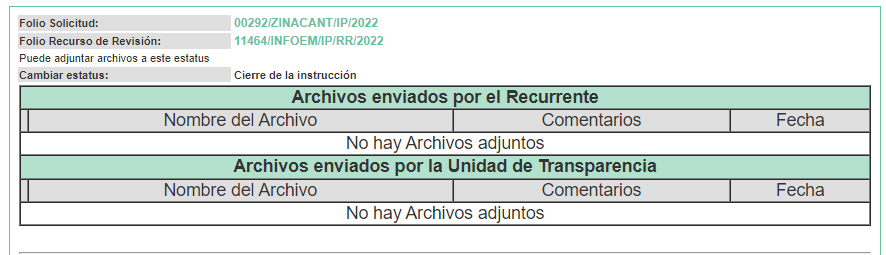 Folio Solicitud: 00292/ZINACANT/IP/2022
Folio Recurso de Revisión: 11464/INFOEM/IP/RR/2022
Puede adjuntar archivos a este estatus
Cambiar estatus: Cierre de la instrucción
Archivos enviados por el Recurrente
Nombre del Archivo Comentarios Fecha
No hay Archivos adjuntos
Archivos enviados por la Unidad de Transparencia
Nombre del Archivo Comentarios Fecha
No hay Archivos adjuntos